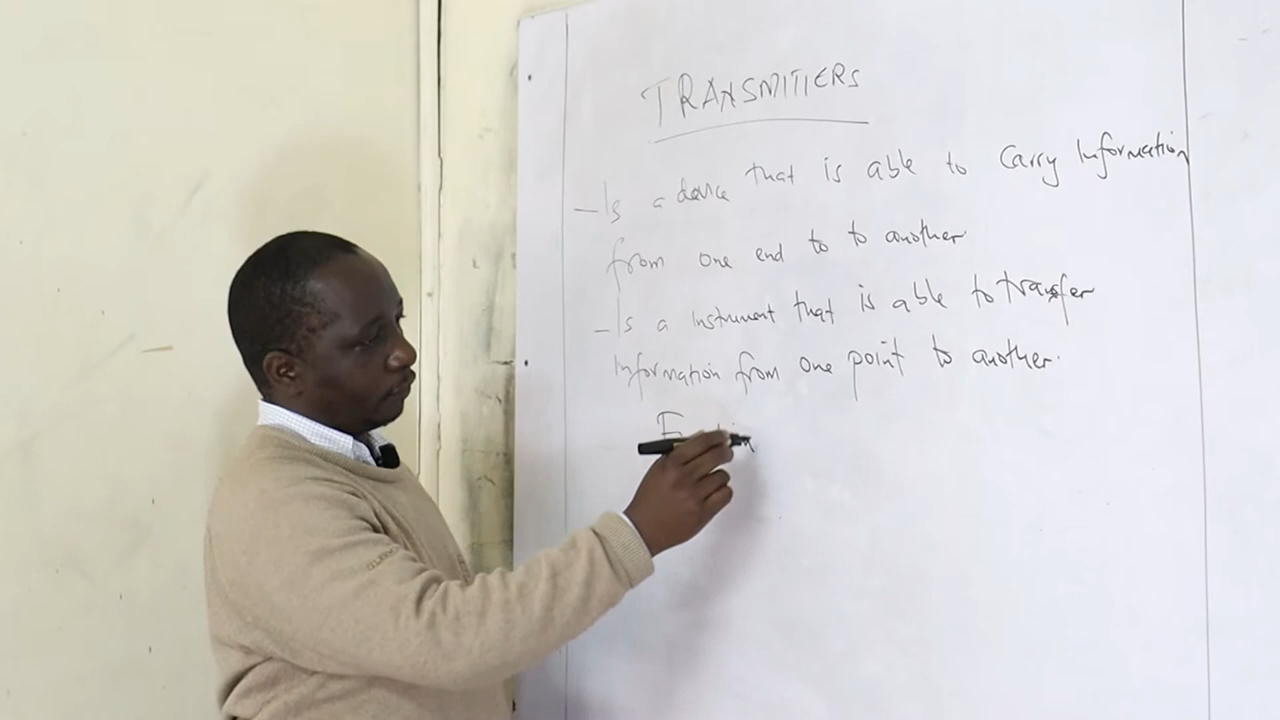 TRANSMITTERS
- Is a device that is able to Carry Information
from one end to to another
- Is a instrument that is able to transfer
Information from one point to another.